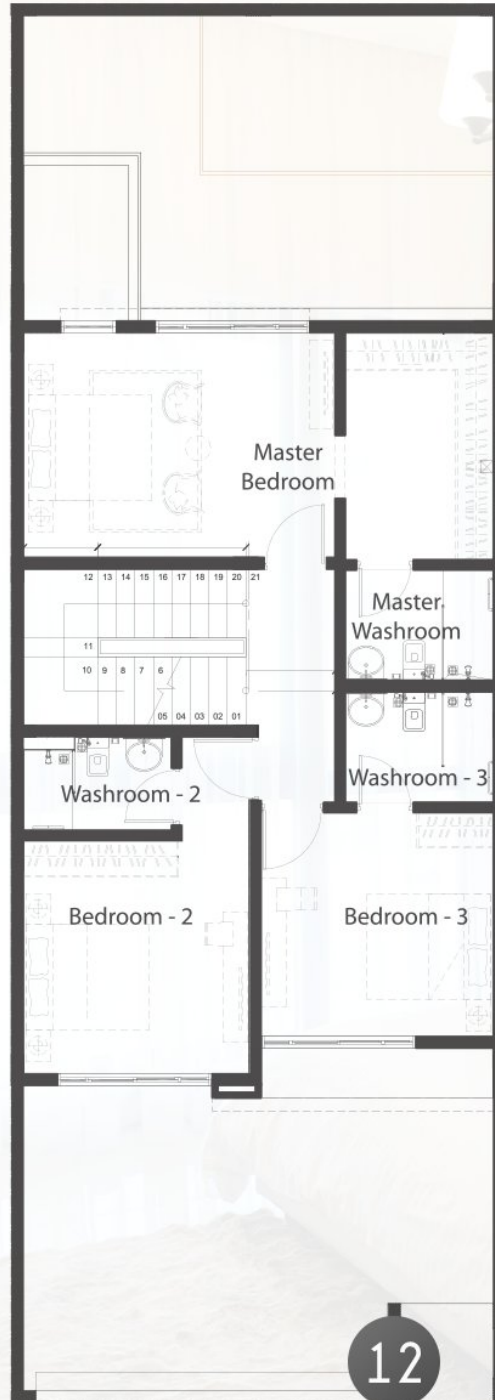 Master
Bedroom
12 13 14 15 16 17 18 19 20 21
11
10 9 8 7 6
05 04 03 02 01
Master
Washroom
Washroom - 2
Washroom - 3
Bedroom - 2
Bedroom - 3
12